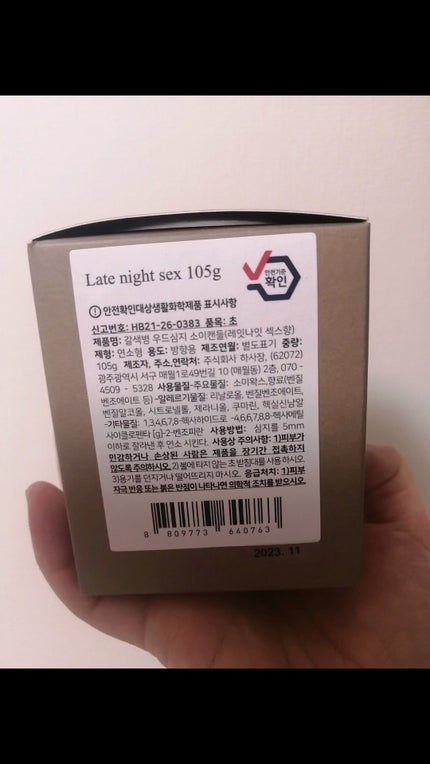 Late night sex 105g
안전기준
확인
안전확인대상생활화학제품 표시사항
신고번호: HB21-26-0383 품목: 초
제품명: 갈색병 우드심지 소이캔들(레잇나잇 섹스향)
제형: 연소형 용도: 방향용 제조연월: 별도표기 중량:
105g 제조자, 주소,연락처: 주식회사 하사장, (62072)
광주광역시 서구 매월1로49번길 10 (매월동) 2층, 070 -
4509 - 5328 사용물질-주요물질: 소이왁스,향료(벤질
벤조에이트 등) -알레르기물질: 리날로올, 벤질벤조에이트,
벤질알코올, 시트로넬롤, 제라니올, 쿠마린, 헥실신남알
-기타물질: 1,3,4,6,7,8-헥사하이드로 -4,6,6,7,8,8-헥사메틸
사이클로펜타 [g]-2-벤조피란 사용방법: 심지를 5mm
이하로 잘라낸 후 연소 시킨다. 사용상 주의사항: 1)피부가
민감하거나 손상된 사람은 제품을 장기간 접촉하지
않도록 주의하시오. 2)불에 타지 않는 초 받침대를 사용 하시오.
3)용기를 던지거나 떨어뜨리지 마시오. 응급처치: 1)피부
자극 반응 또는 붉은 반점이 나타나면 의학적 조치를 받으시오.
8 809773 640763
2023. 11